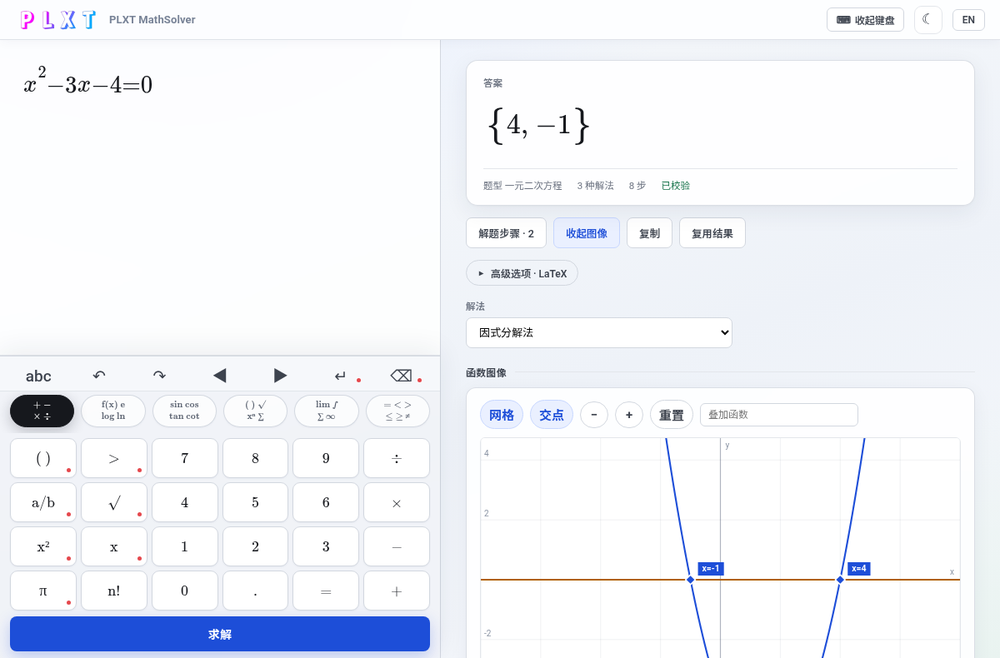 PLXT PLXT MathSolver
⌨ 收起键盘 ☾ EN
x²−3x−4=0
答案
{4, −1}
题型 一元二次方程 3 种解法 8 步 已校验
解题步骤 · 2 收起图像 复制 复用结果
▸ 高级选项 · LaTeX
解法
因式分解法
函数图像
网格 交点 − + 重置 叠加函数
y
4
2
x=-1 x=4 x
-2
abc ↶ ↷ ◀ ▶ ↵ ⌫
+ − f(x) e sin cos ( ) √ lim ∫ = < >
× ÷ log ln tan cot xⁿ ∑ ∑ ∞ ≤ ≥ ≠
( ) > 7 8 9 ÷
a/b √ 4 5 6 ×
x² x 1 2 3 −
π n! 0 . = +
求解